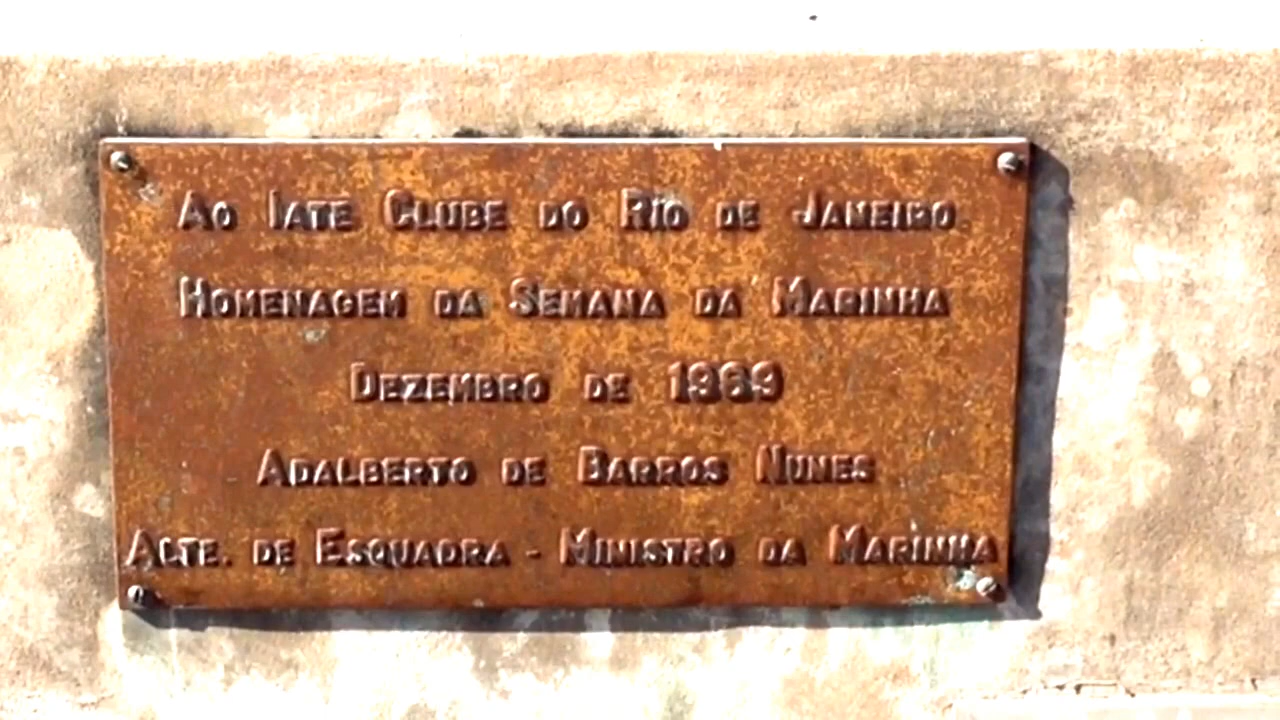 Ao Iate Clube do Rio de Janeiro
Homenagem da Semana da Marinha
Dezembro de 1969
Adalberto de Barros Nunes
Alte. de Esquadra - Ministro da Marinha